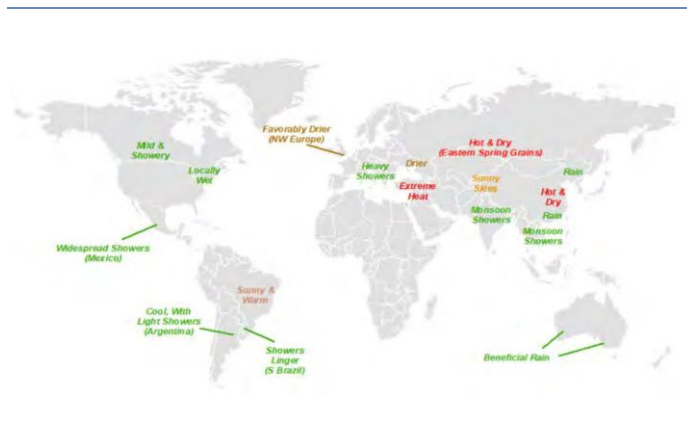 Favorably Drier
(NW Europe)
Mild &
Showery
Locally
Wet
Heavy
Showers
Drier
Extreme
Heat
Hot & Dry
(Eastern Spring Grains)
Sunny
Skies
Rain
Hot &
Dry
Rain
Monsoon
Showers
Monsoon
Showers
Widespread Showers
(Mexico)
Sunny &
Warm
Cool, With
Light Showers
(Argentina)
Showers
Linger
(S Brazil)
Beneficial Rain